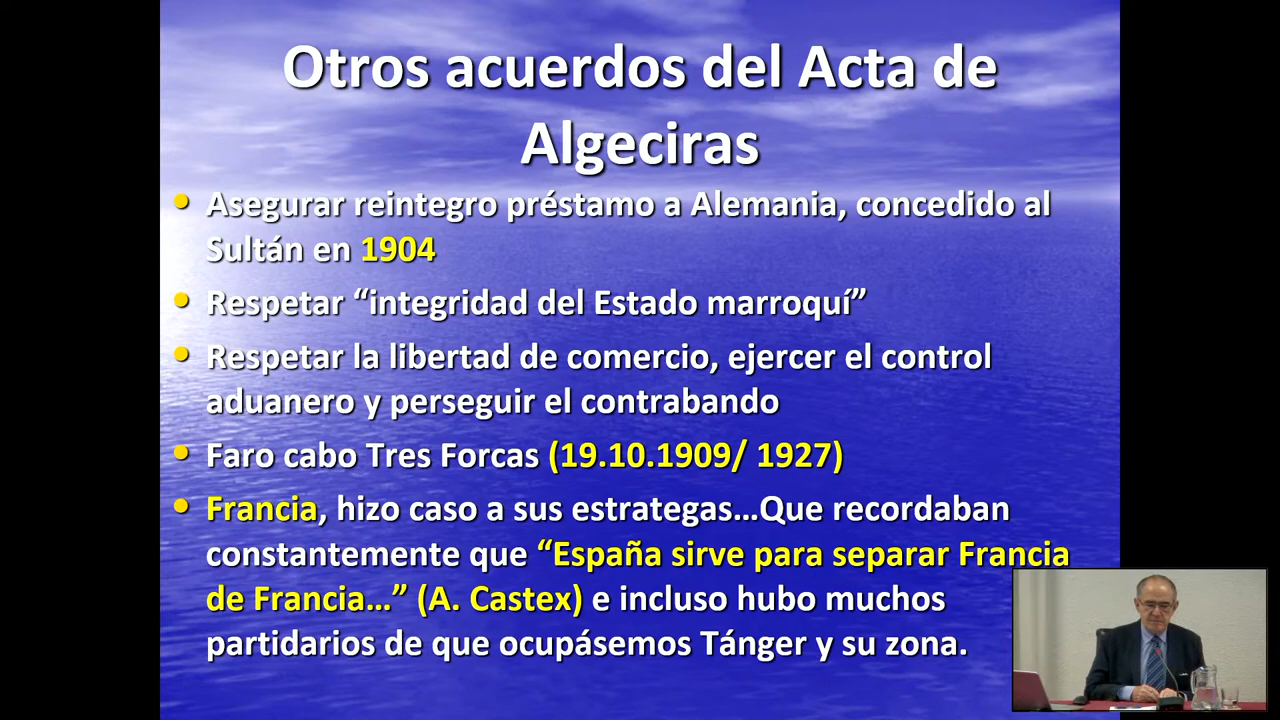 Otros acuerdos del Acta de
Algeciras
• Asegurar reintegro préstamo a Alemania, concedido al
Sultán en 1904
• Respetar “integridad del Estado marroquí”
• Respetar la libertad de comercio, ejercer el control
aduanero y perseguir el contrabando
• Faro cabo Tres Forcas (19.10.1909/ 1927)
• Francia, hizo caso a sus estrategas…Que recordaban
constantemente que “España sirve para separar Francia
de Francia…” (A. Castex) e incluso hubo muchos
partidarios de que ocupásemos Tánger y su zona.